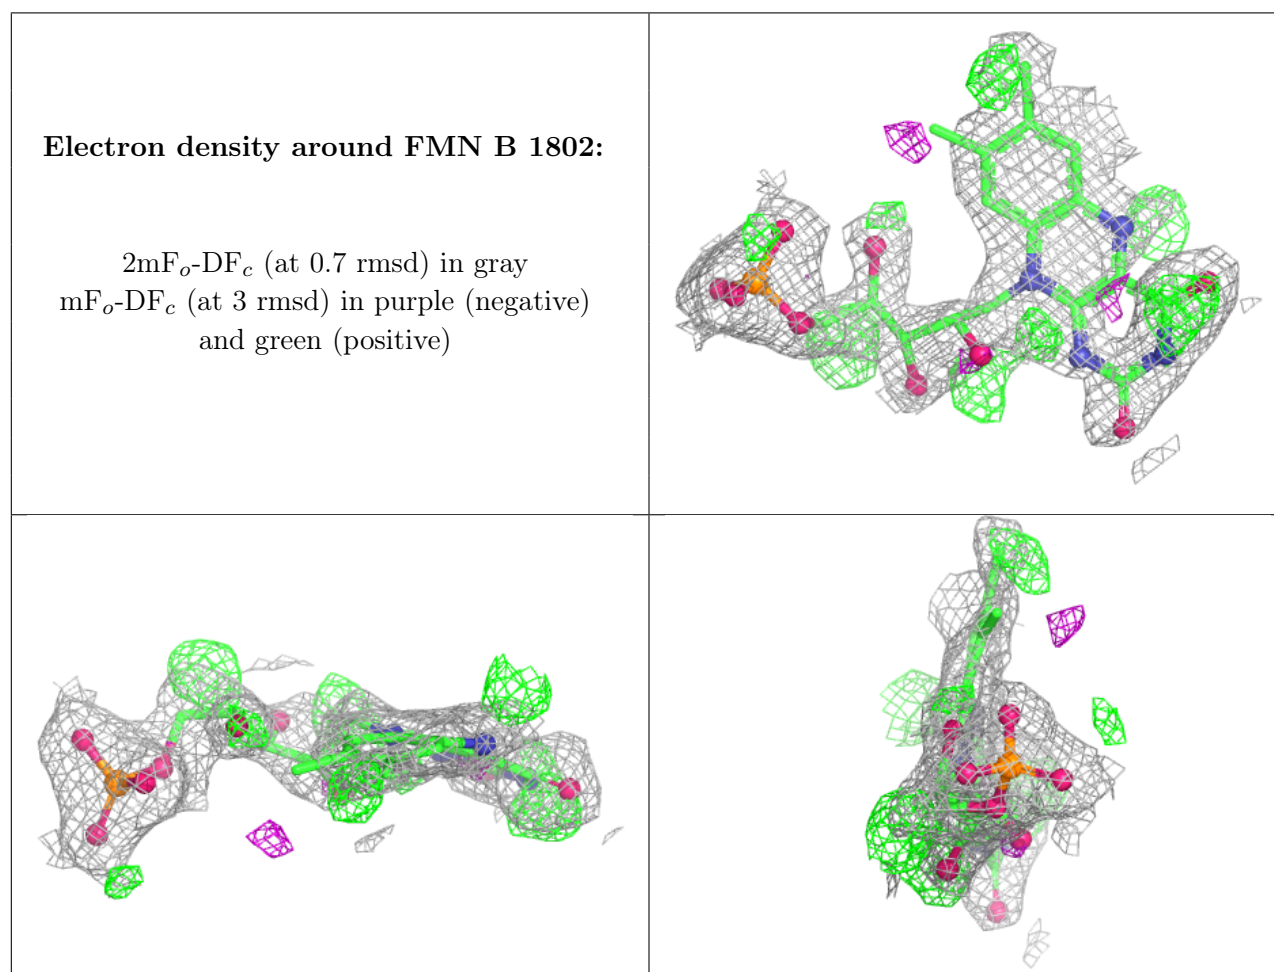 Electron density around FMN B 1802:
2mFₒ-DF𝑐 (at 0.7 rmsd) in gray
mFₒ-DF𝑐 (at 3 rmsd) in purple (negative)
and green (positive)